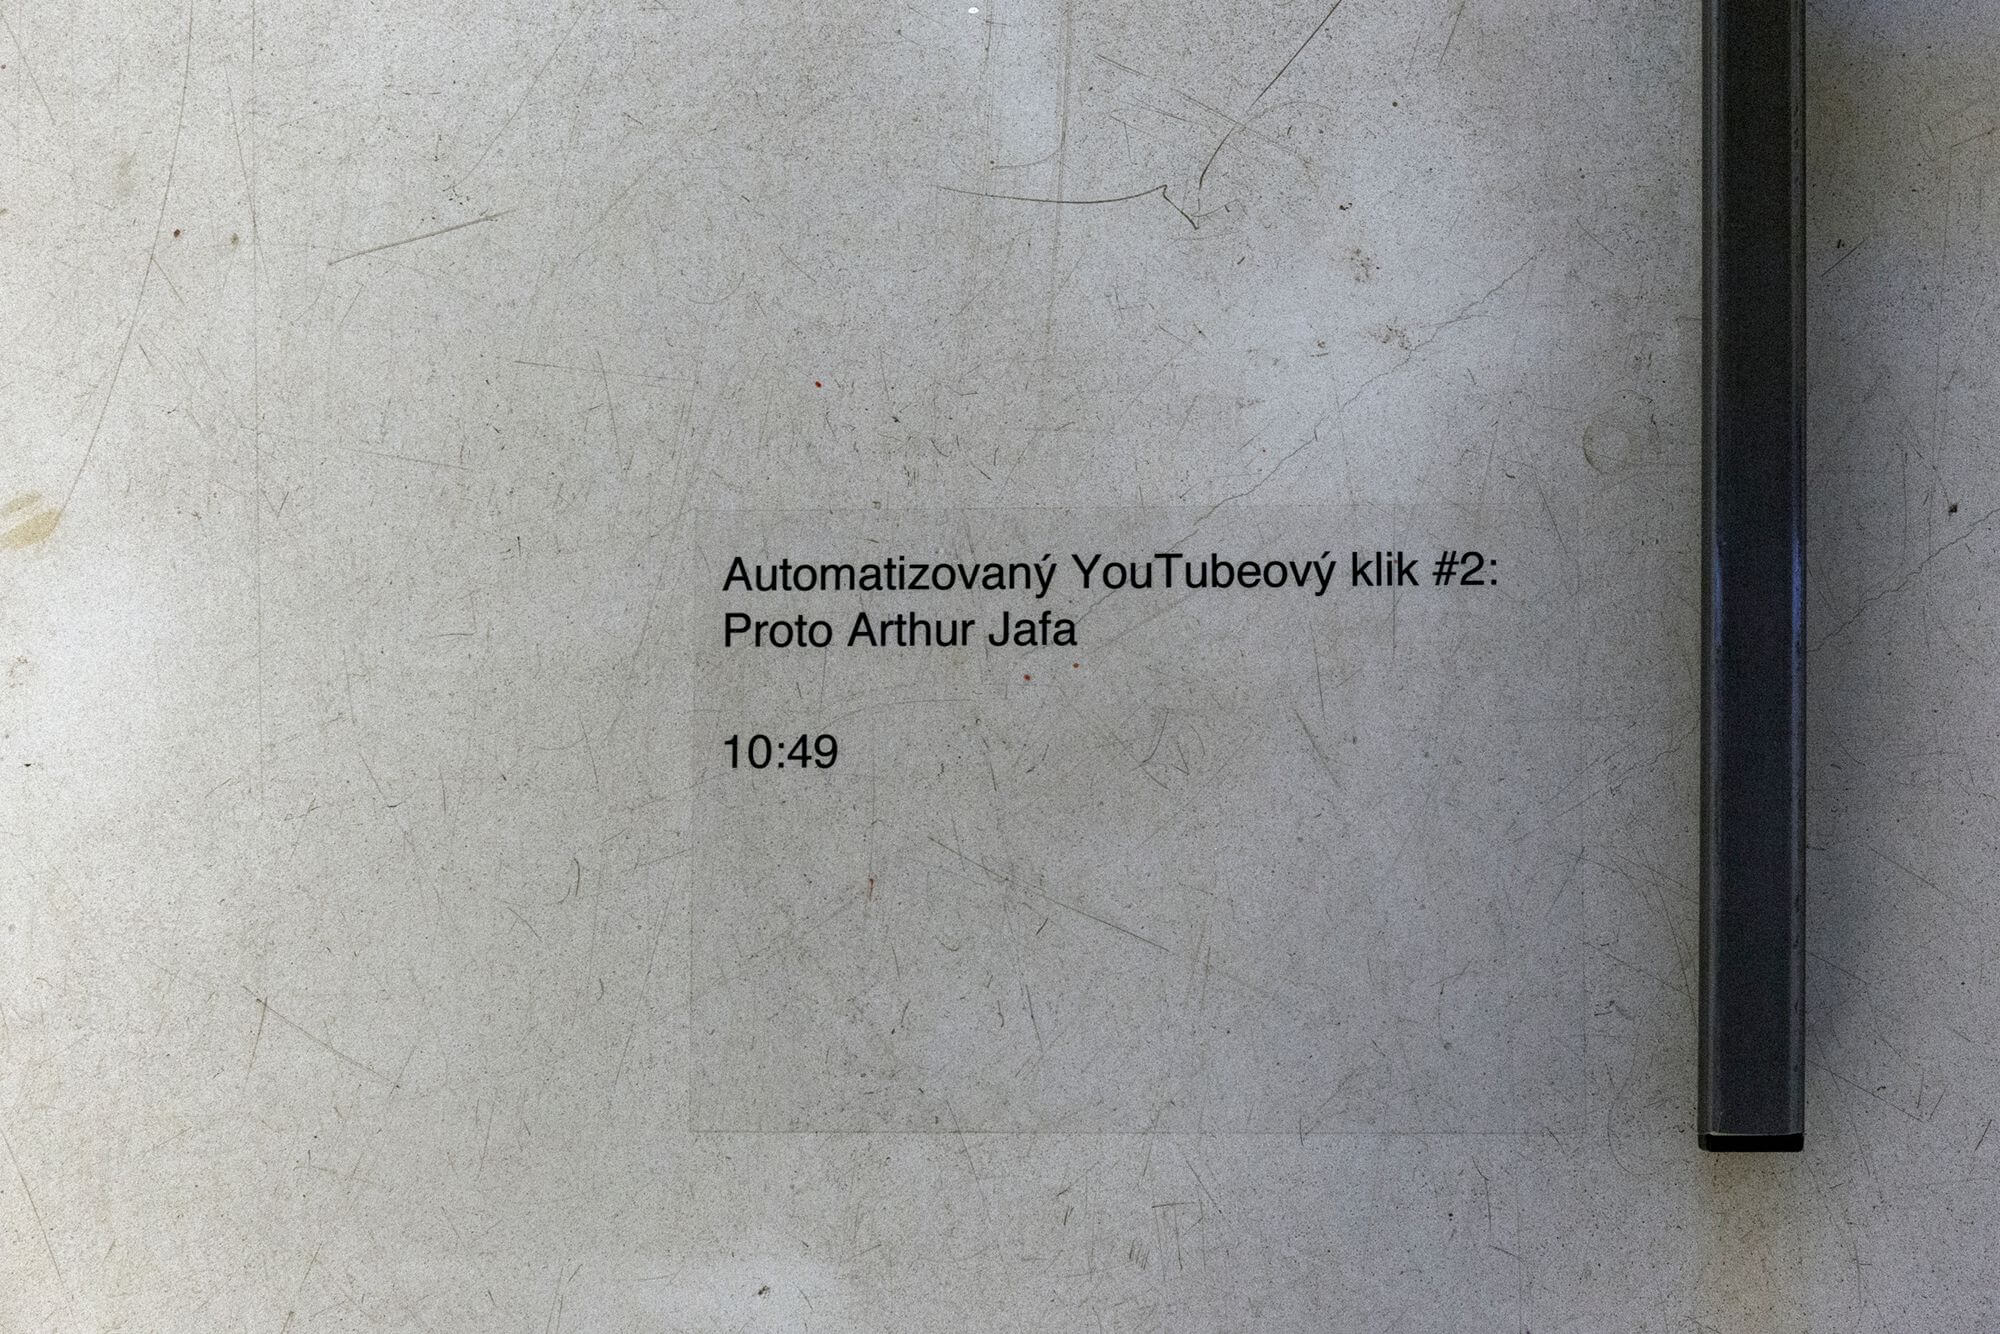 Automatizovaný YouTubeový klik #2:
Proto Arthur Jafa
10:49